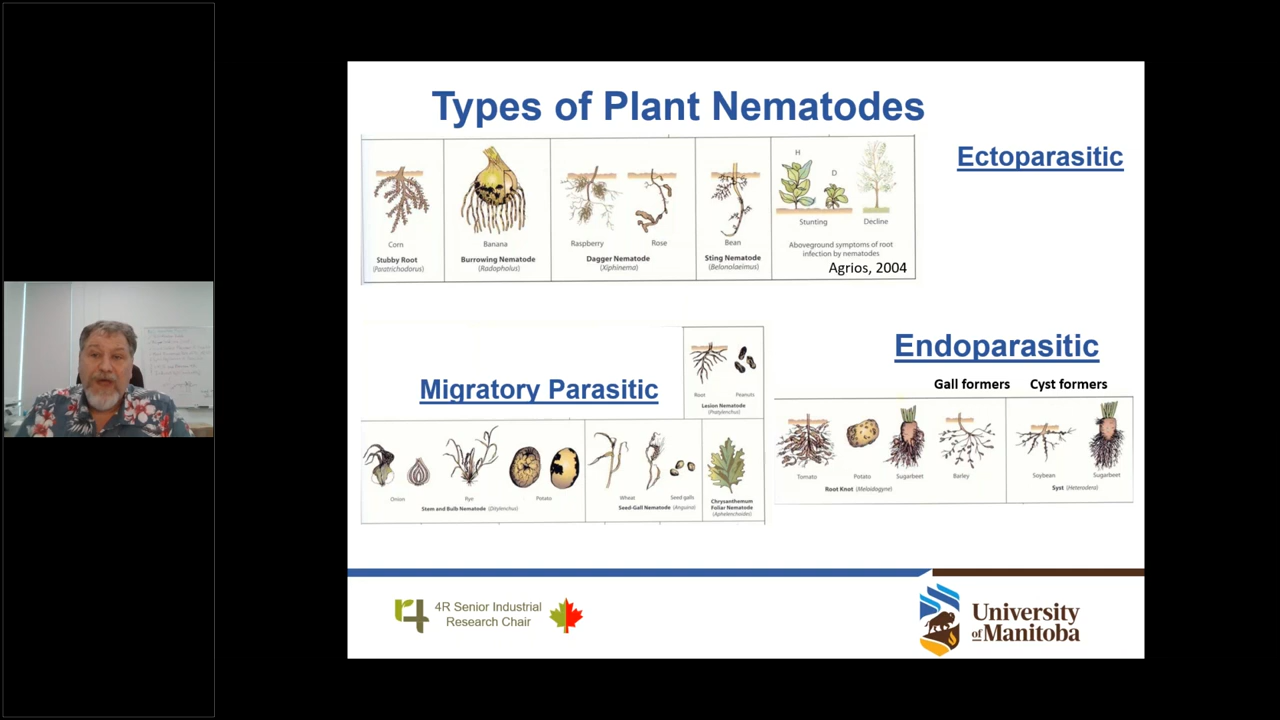 Types of Plant Nematodes
Ectoparasitic
Corn
Stubby Root
(Paratrichodorus)
Banana
Burrowing Nematode
(Radopholus)
Raspberry
Rose
Dagger Nematode
(Xiphinema)
Bean
Sting Nematode
(Belonolaeimus)
H
D
Stunting
Decline
Aboveground symptoms of root
infection by nematodes
Agrios, 2004
Migratory Parasitic
Root
Peanuts
Lesion Nematode
(Pratylenchus)
Onion
Rye
Potato
Stem and Bulb Nematode (Ditylenchus)
Wheat
Seed galls
Seed-Gall Nematode (Anguina)
Chrysanthemum
Foliar Nematode
(Aphelenchoides)
Endoparasitic
Gall formers
Cyst formers
Tomato
Potato
Sugarbeet
Barley
Root Knot (Meloidogyne)
Soybean
Sugarbeet
Syst (Heterodera)
4R Senior Industrial
Research Chair
University
of Manitoba